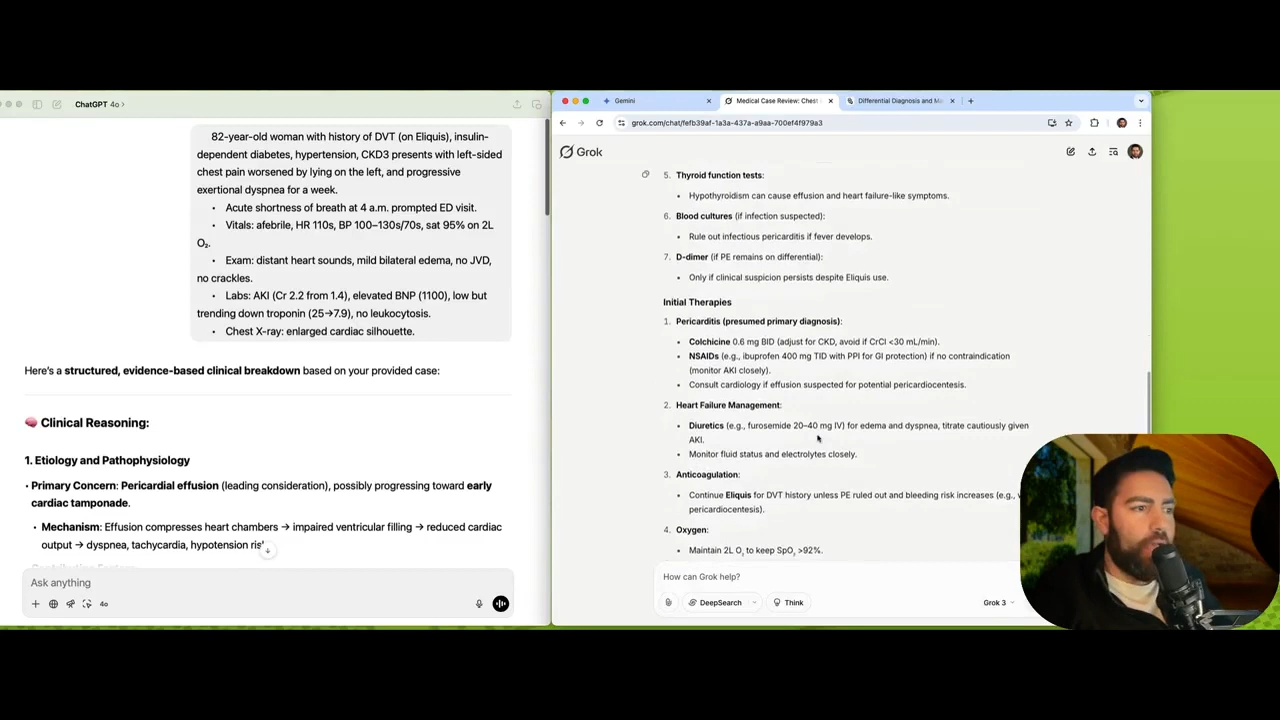 ChatGPT 4o >
82-year-old woman with history of DVT (on Eliquis), insulin-
dependent diabetes, hypertension, CKD3 presents with left-sided
chest pain worsened by lying on the left, and progressive
exertional dyspnea for a week.
• Acute shortness of breath at 4 a.m. prompted ED visit.
• Vitals: afebrile, HR 110s, BP 100–130s/70s, sat 95% on 2L
O₂.
• Exam: distant heart sounds, mild bilateral edema, no JVD,
no crackles.
• Labs: AKI (Cr 2.2 from 1.4), elevated BNP (1100), low but
trending down troponin (25→7.9), no leukocytosis.
• Chest X-ray: enlarged cardiac silhouette.
Here's a structured, evidence-based clinical breakdown based on your provided case:
🧠 Clinical Reasoning:
1. Etiology and Pathophysiology
• Primary Concern: Pericardial effusion (leading consideration), possibly progressing toward early
cardiac tamponade.
• Mechanism: Effusion compresses heart chambers → impaired ventricular filling → reduced cardiac
output → dyspnea, tachycardia, hypotension
Ask anything
4o
Gemini
Medical Case Review: Chest
Differential Diagnosis and
grok.com/chat/fefb39af-1a3a-437a-a9aa-700ef4f979a3
Grok
5. Thyroid function tests:
• Hypothyroidism can cause effusion and heart failure-like symptoms.
6. Blood cultures (if infection suspected):
• Rule out infectious pericarditis if fever develops.
7. D-dimer (if PE remains on differential):
• Only if clinical suspicion persists despite Eliquis use.
Initial Therapies
1. Pericarditis (presumed primary diagnosis):
• Colchicine 0.6 mg BID (adjust for CKD, avoid if CrCl <30 mL/min).
• NSAIDs (e.g., ibuprofen 400 mg TID with PPI for GI protection) if no contraindication
(monitor AKI closely).
• Consult cardiology if effusion suspected for potential pericardiocentesis.
2. Heart Failure Management:
• Diuretics (e.g., furosemide 20–40 mg IV) for edema and dyspnea, titrate cautiously given
AKI.
• Monitor fluid status and electrolytes closely.
3. Anticoagulation:
• Continue Eliquis for DVT history unless PE ruled out and bleeding risk increases (e.g.,
pericardiocentesis).
4. Oxygen:
• Maintain 2L O₂ to keep SpO₂ >92%.
How can Grok help?
DeepSearch
Think
Grok 3